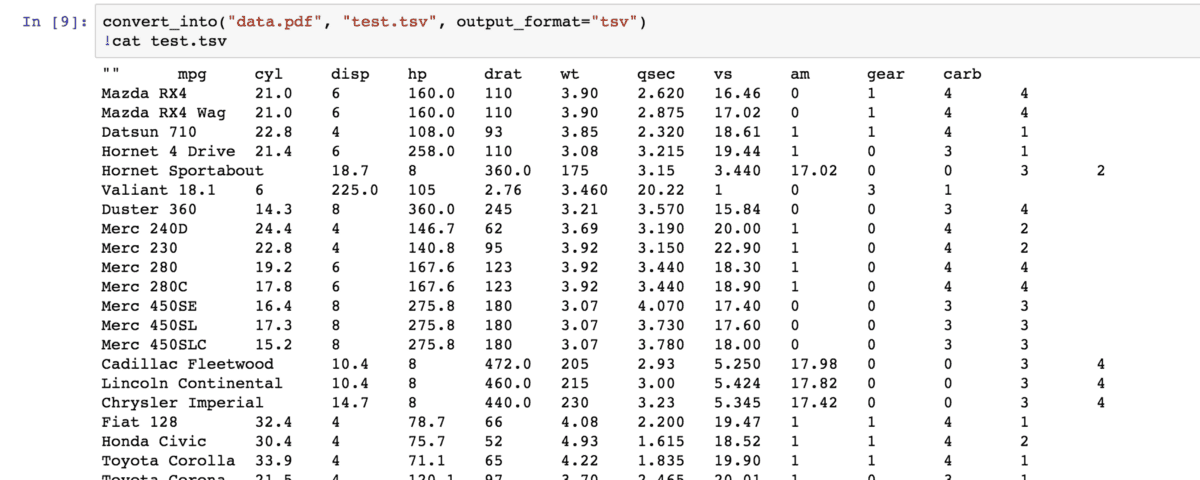 In [9]: convert_into("data.pdf", "test.tsv", output_format="tsv")
!cat test.tsv
"" mpg cyl disp hp drat wt qsec vs am gear carb
Mazda RX4 21.0 6 160.0 110 3.90 2.620 16.46 0 1 4 4
Mazda RX4 Wag 21.0 6 160.0 110 3.90 2.875 17.02 0 1 4 4
Datsun 710 22.8 4 108.0 93 3.85 2.320 18.61 1 1 4 1
Hornet 4 Drive 21.4 6 258.0 110 3.08 3.215 19.44 1 0 3 1
Hornet Sportabout 18.7 8 360.0 175 3.15 3.440 17.02 0 0 3 2
Valiant 18.1 6 225.0 105 2.76 3.460 20.22 1 0 3 1
Duster 360 14.3 8 360.0 245 3.21 3.570 15.84 0 0 3 4
Merc 240D 24.4 4 146.7 62 3.69 3.190 20.00 1 0 4 2
Merc 230 22.8 4 140.8 95 3.92 3.150 22.90 1 0 4 2
Merc 280 19.2 6 167.6 123 3.92 3.440 18.30 1 0 4 4
Merc 280C 17.8 6 167.6 123 3.92 3.440 18.90 1 0 4 4
Merc 450SE 16.4 8 275.8 180 3.07 4.070 17.40 0 0 3 3
Merc 450SL 17.3 8 275.8 180 3.07 3.730 17.60 0 0 3 3
Merc 450SLC 15.2 8 275.8 180 3.07 3.780 18.00 0 0 3 3
Cadillac Fleetwood 10.4 8 472.0 205 2.93 5.250 17.98 0 0 3 4
Lincoln Continental 10.4 8 460.0 215 3.00 5.424 17.82 0 0 3 4
Chrysler Imperial 14.7 8 440.0 230 3.23 5.345 17.42 0 0 3 4
Fiat 128 32.4 4 78.7 66 4.08 2.200 19.47 1 1 4 1
Honda Civic 30.4 4 75.7 52 4.93 1.615 18.52 1 1 4 2
Toyota Corolla 33.9 4 71.1 65 4.22 1.835 19.90 1 1 4 1
Toyota Corona 21.5 4 120.1 97 3.70 2.465 20.01 1 0 3 1